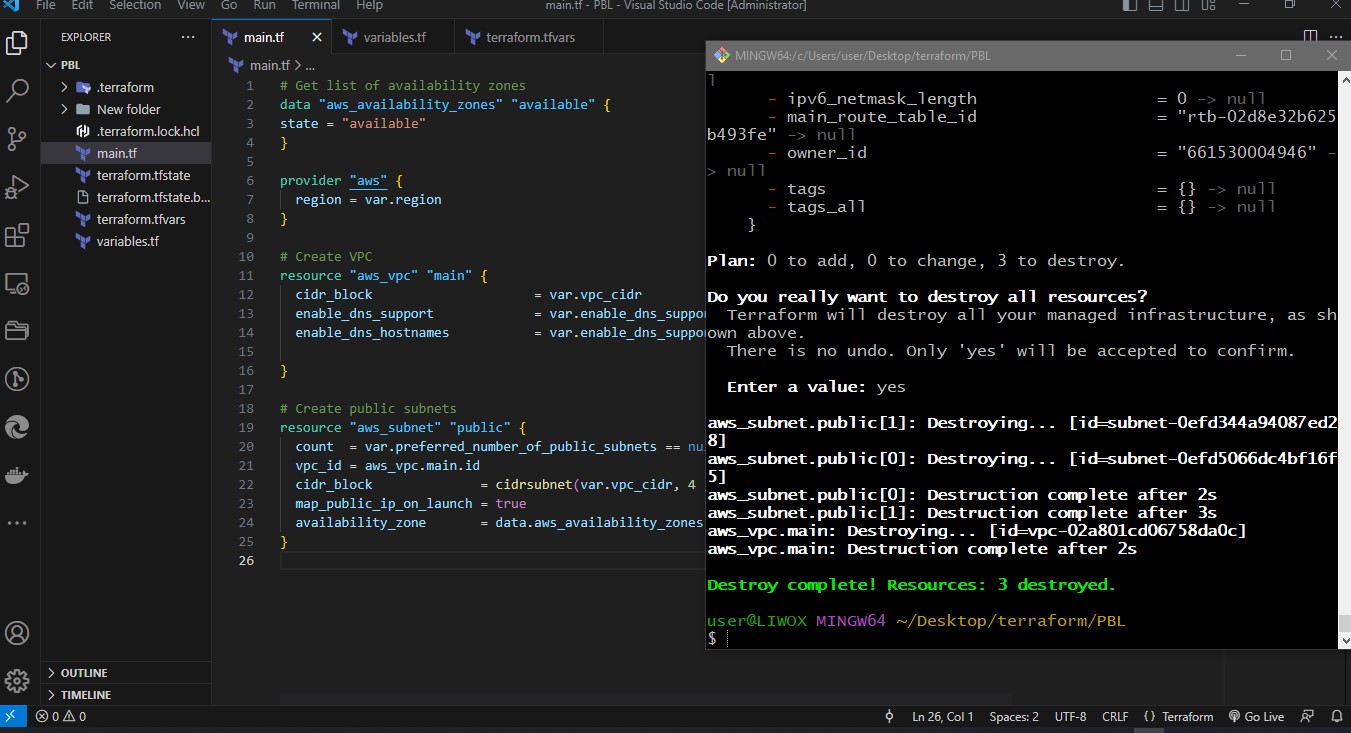 File Edit Selection View Go Run Terminal Help
main.tf - PBL - Visual Studio Code [Administrator]
EXPLORER
PBL
.terraform
New folder
.terraform.lock.hcl
main.tf
terraform.tfstate
terraform.tfstate.b...
terraform.tfvars
variables.tf
OUTLINE
TIMELINE
main.tf
variables.tf
terraform.tfvars
main.tf > ...
1 # Get list of availability zones
2 data "aws_availability_zones" "available" {
3 state = "available"
4 }
5
6 provider "aws" {
7 region = var.region
8 }
9
10 # Create VPC
11 resource "aws_vpc" "main" {
12 cidr_block = var.vpc_cidr
13 enable_dns_support = var.enable_dns_suppo
14 enable_dns_hostnames = var.enable_dns_suppo
15
16 }
17
18 # Create public subnets
19 resource "aws_subnet" "public" {
20 count = var.preferred_number_of_public_subnets == nu
21 vpc_id = aws_vpc.main.id
22 cidr_block = cidrsubnet(var.vpc_cidr, 4
23 map_public_ip_on_launch = true
24 availability_zone = data.aws_availability_zones
25 }
26
MINGW64:/c/Users/user/Desktop/terraform/PBL
]
- ipv6_netmask_length = 0 -> null
- main_route_table_id = "rtb-02d8e32b625
b493fe" -> null
- owner_id = "661530004946" -
> null
- tags = {} -> null
- tags_all = {} -> null
}
Plan: 0 to add, 0 to change, 3 to destroy.
Do you really want to destroy all resources?
Terraform will destroy all your managed infrastructure, as sh
own above.
There is no undo. Only 'yes' will be accepted to confirm.
Enter a value: yes
aws_subnet.public[1]: Destroying... [id=subnet-0efd344a94087ed2
8]
aws_subnet.public[0]: Destroying... [id=subnet-0efd5066dc4bf16f
5]
aws_subnet.public[0]: Destruction complete after 2s
aws_subnet.public[1]: Destruction complete after 3s
aws_vpc.main: Destroying... [id=vpc-02a801cd06758da0c]
aws_vpc.main: Destruction complete after 2s
Destroy complete! Resources: 3 destroyed.
user@LIWOX MINGW64 ~/Desktop/terraform/PBL
$
0 0
Ln 26, Col 1 Spaces: 2 UTF-8 CRLF {} Terraform Go Live